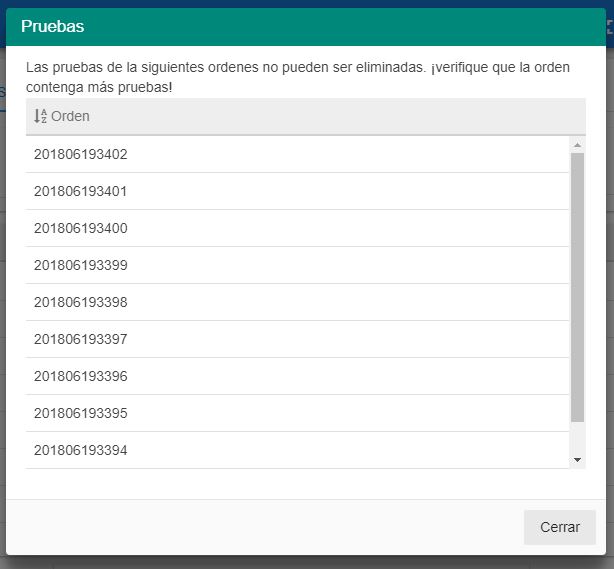 Pruebas
Las pruebas de la siguientes ordenes no pueden ser eliminadas. ¡verifique que la orden
contenga más pruebas!
Orden
201806193402
201806193401
201806193400
201806193399
201806193398
201806193397
201806193396
201806193395
201806193394
Cerrar